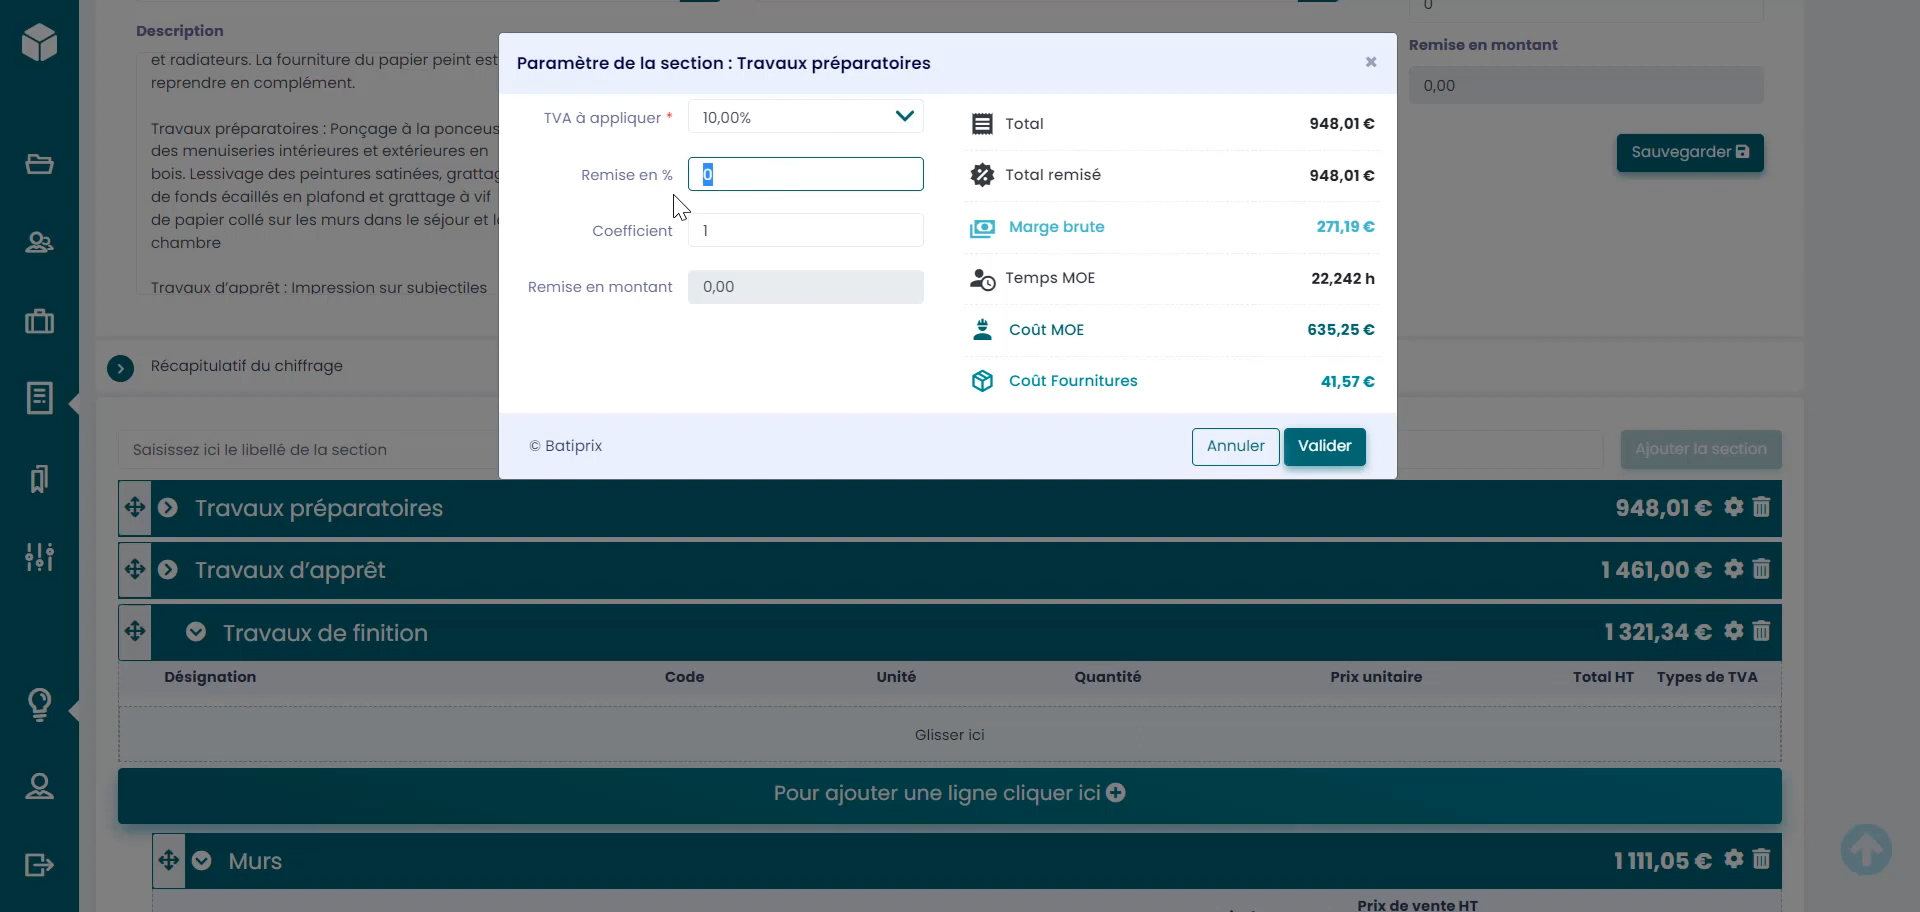 Description
et radiateurs. La fourniture du papier peint est
reprendre en complément.
Travaux préparatoires : Ponçage à la ponceus
des menuiseries intérieures et extérieures en
bois. Lessivage des peintures satinées, grattag
de fonds écaillés en plafond et grattage à vif
de papier collé sur les murs dans le séjour et l
chambre
Travaux d’apprêt : Impression sur subjectiles
0
Remise en montant
0,00
Sauvegarder
Paramètre de la section : Travaux préparatoires
×
TVA à appliquer *
10,00%
Remise en %
0
Coefficient
1
Remise en montant
0,00
Total
948,01 €
Total remisé
948,01 €
Marge brute
271,19 €
Temps MOE
22,242 h
Coût MOE
635,25 €
Coût Fournitures
41,57 €
© Batiprix
Annuler
Valider
Récapitulatif du chiffrage
Saisissez ici le libellé de la section
Ajouter la section
Travaux préparatoires
948,01 €
Travaux d’apprêt
1 461,00 €
Travaux de finition
1 321,34 €
Désignation
Code
Unité
Quantité
Prix unitaire
Total HT
Types de TVA
Glisser ici
Pour ajouter une ligne cliquer ici
Murs
1 111,05 €
Prix de vente HT